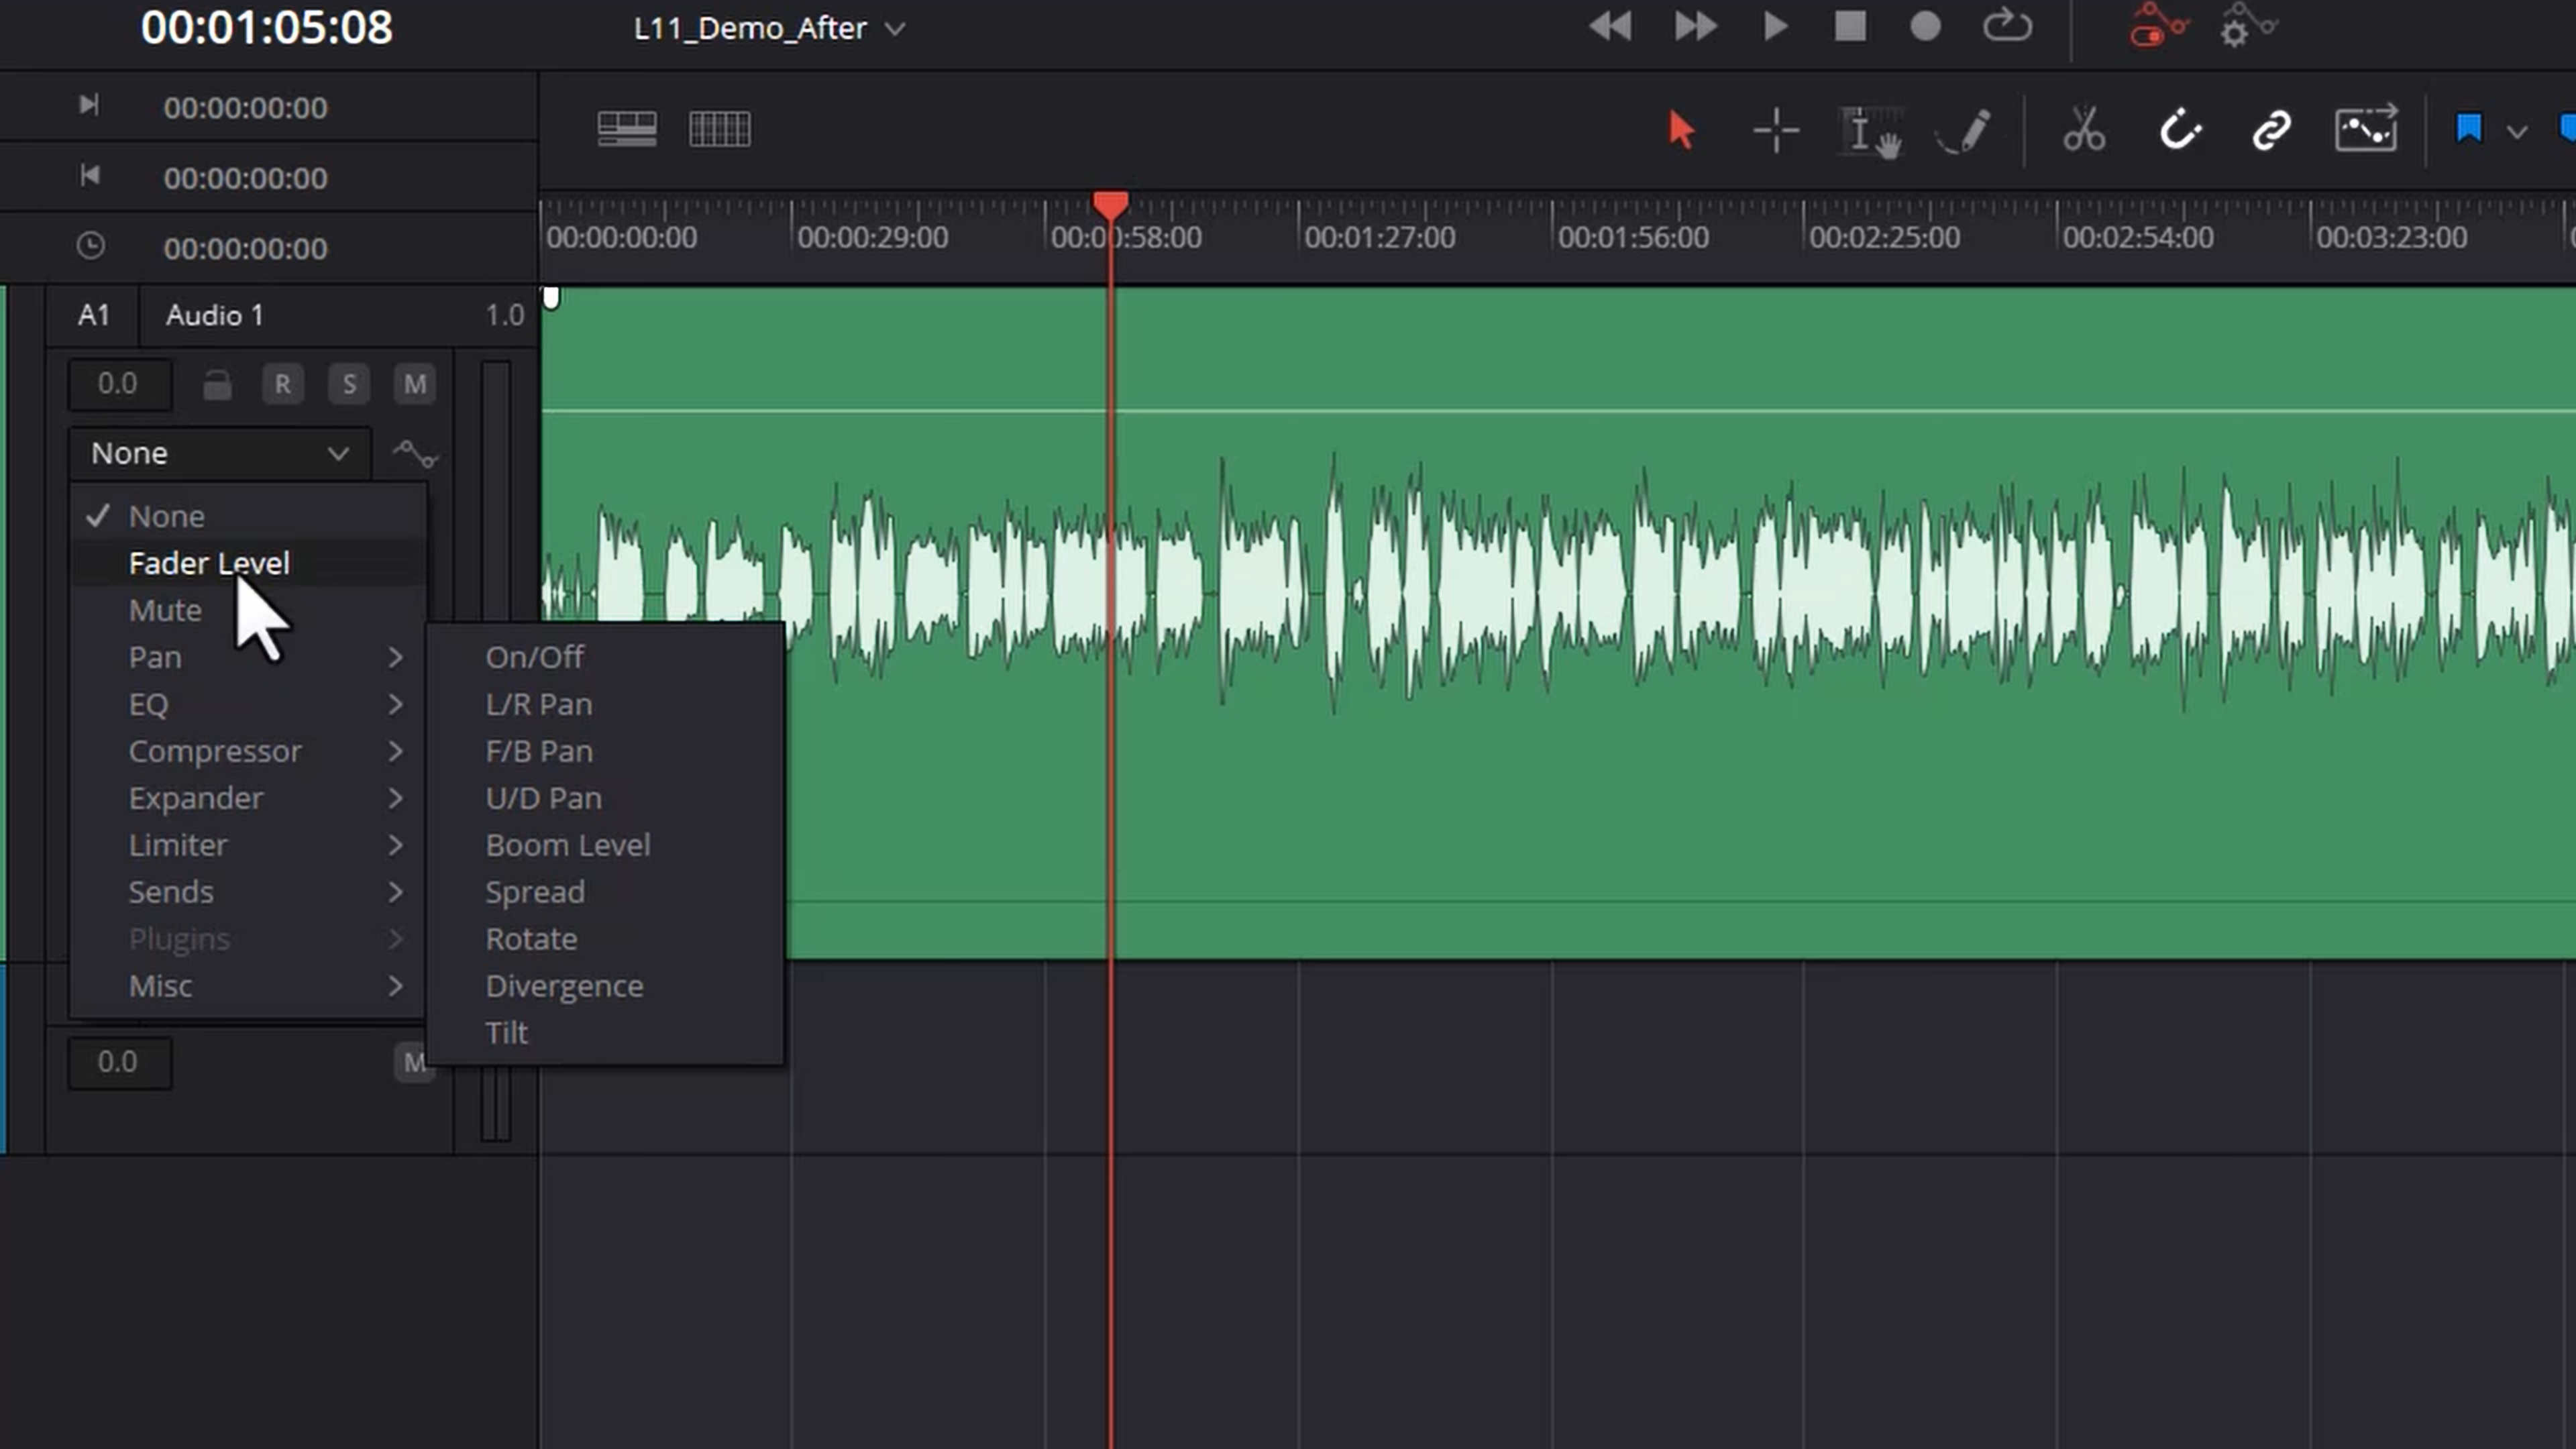 00:01:05:08
L11_Demo_After
00:00:00:00
00:00:00:00
00:00:00:00
00:00:00:00 00:00:29:00 00:00:58:00 00:01:27:00 00:01:56:00 00:02:25:00 00:02:54:00 00:03:23:00
A1 Audio 1 1.0
0.0 R S M
None
None
Fader Level
Mute
Pan
EQ
Compressor
Expander
Limiter
Sends
Plugins
Misc
On/Off
L/R Pan
F/B Pan
U/D Pan
Boom Level
Spread
Rotate
Divergence
Tilt
0.0 M